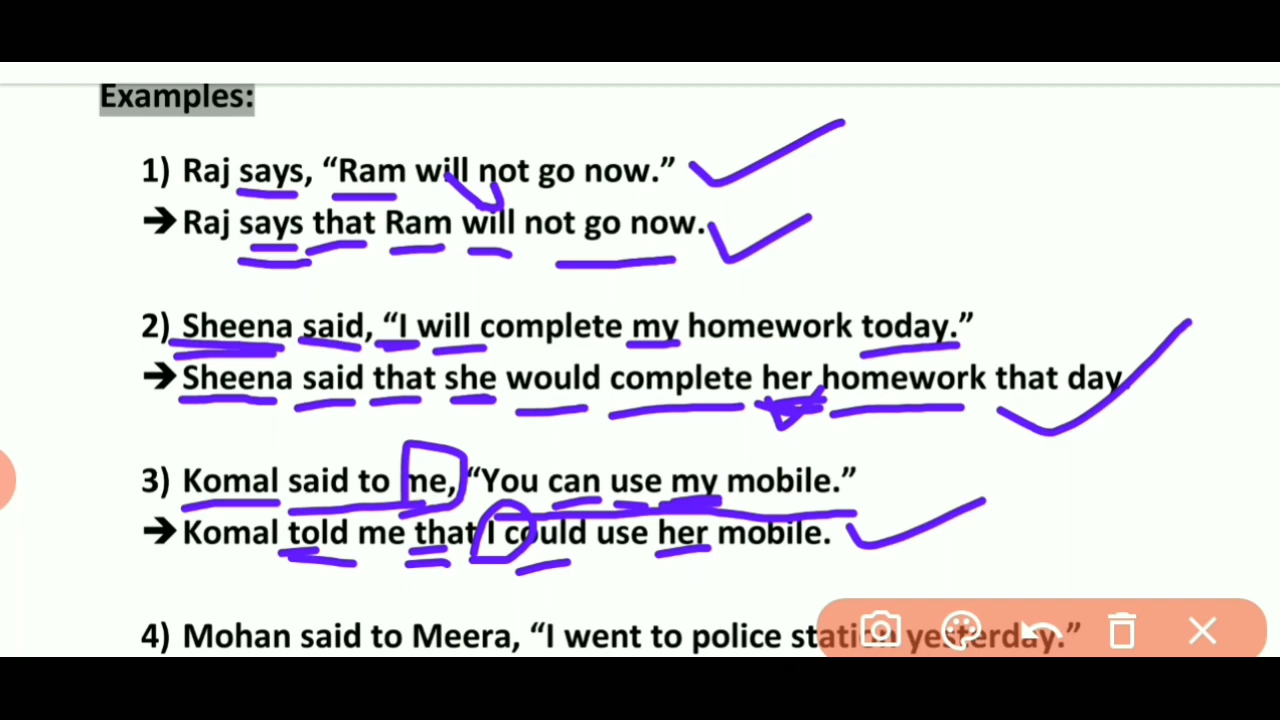 Examples:
1) Raj says, “Ram will not go now.”
➔ Raj says that Ram will not go now.
2) Sheena said, “I will complete my homework today.”
➔ Sheena said that she would complete her homework that day.
3) Komal said to me, “You can use my mobile.”
➔ Komal told me that I could use her mobile.
4) Mohan said to Meera, “I went to police station yesterday.”